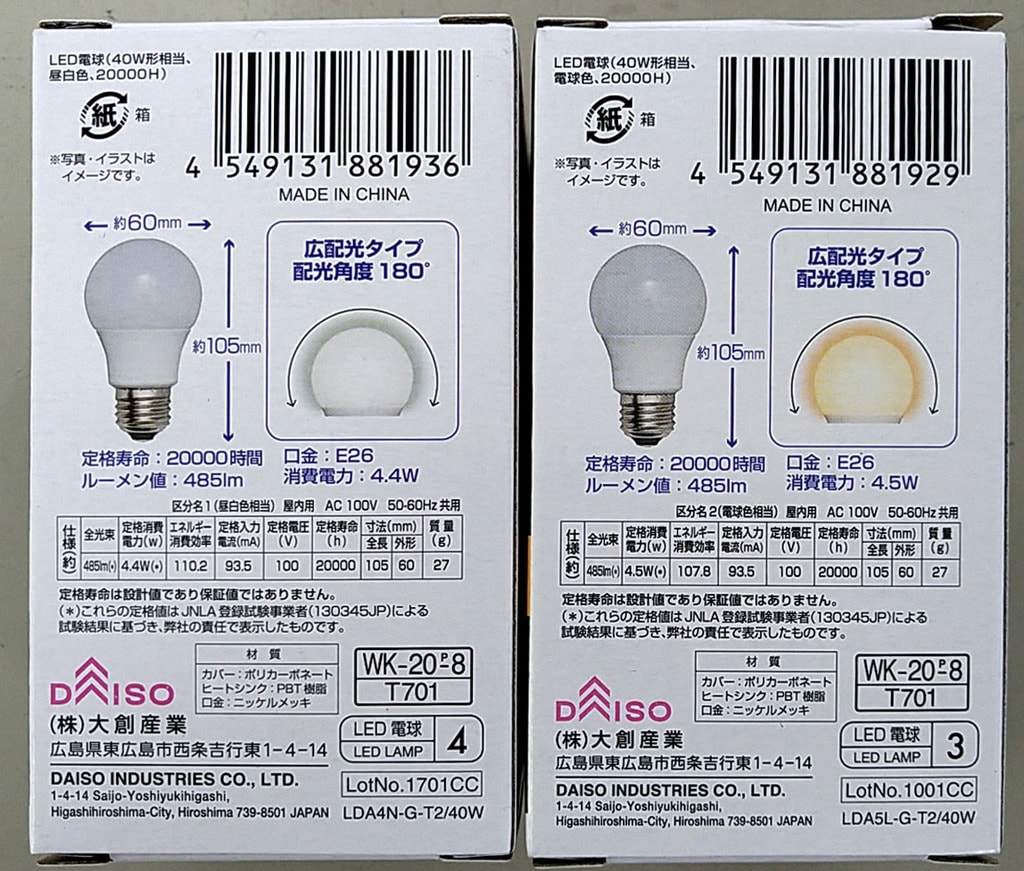 LED電球(40W形相当、
昼白色、20000H)
紙 箱
※写真・イラストは
イメージです。
4 549131 881936
MADE IN CHINA
約60mm
約105mm
広配光タイプ
配光角度 180°
定格寿命：20000時間
ルーメン値：485lm
口金：E26
消費電力：4.4W
区分名1(昼白色相当) 屋内用 AC 100V 50-60Hz共用
仕様(約) 全光束 定格消費電力(w) エネルギー消費効率 定格入力電流(mA) 定格電圧(V) 定格寿命(h) 寸法(mm) 全長 外形 質量(g)
485lm(*) 4.4W(*) 110.2 93.5 100 20000 105 60 27
定格寿命は設計値であり保証値ではありません。
(*)これらの定格値はJNLA登録試験事業者(130345JP)による
試験結果に基づき、弊社の責任で表示したものです。
材質
カバー：ポリカーボネート
ヒートシンク：PBT樹脂
口金：ニッケルメッキ
WK-20 P-8
T701
DAISO
(株)大創産業
広島県東広島市西条吉行東1-4-14
LED 電球
LED LAMP
4
DAISO INDUSTRIES CO., LTD.
1-4-14 Saijo-Yoshiyukihigashi,
Higashihiroshima-City, Hiroshima 739-8501 JAPAN
LotNo.1701CC
LDA4N-G-T2/40W
LED電球(40W形相当、
電球色、20000H)
紙 箱
※写真・イラストは
イメージです。
4 549131 881929
MADE IN CHINA
約60mm
約105mm
広配光タイプ
配光角度 180°
定格寿命：20000時間
ルーメン値：485lm
口金：E26
消費電力：4.5W
区分名2(電球色相当) 屋内用 AC 100V 50-60Hz共用
仕様(約) 全光束 定格消費電力(w) エネルギー消費効率 定格入力電流(mA) 定格電圧(V) 定格寿命(h) 寸法(mm) 全長 外形 質量(g)
485lm(*) 4.5W(*) 107.8 93.5 100 20000 105 60 27
定格寿命は設計値であり保証値ではありません。
(*)これらの定格値はJNLA登録試験事業者(130345JP)による
試験結果に基づき、弊社の責任で表示したものです。
材質
カバー：ポリカーボネート
ヒートシンク：PBT樹脂
口金：ニッケルメッキ
WK-20 P-8
T701
DAISO
(株)大創産業
広島県東広島市西条吉行東1-4-14
LED 電球
LED LAMP
3
DAISO INDUSTRIES CO., LTD.
1-4-14 Saijo-Yoshiyukihigashi,
Higashihiroshima-City, Hiroshima 739-8501 JAPAN
LotNo.1001CC
LDA5L-G-T2/40W